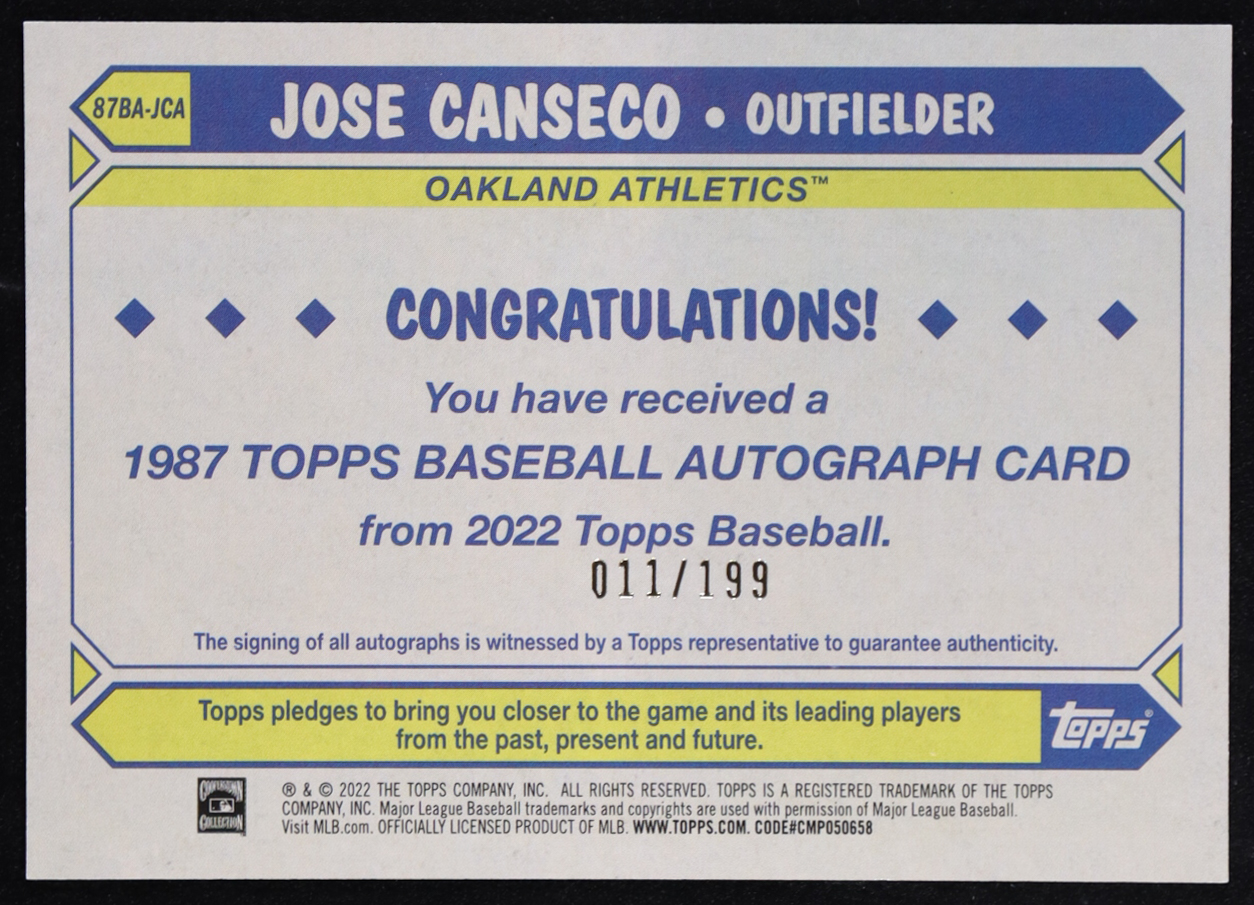 87BA-JCA
JOSE CANSECO • OUTFIELDER
OAKLAND ATHLETICS™
CONGRATULATIONS!
You have received a
1987 TOPPS BASEBALL AUTOGRAPH CARD
from 2022 Topps Baseball.
011/199
The signing of all autographs is witnessed by a Topps representative to guarantee authenticity.
Topps pledges to bring you closer to the game and its leading players
from the past, present and future.
topps®
COOPERSTOWN
COLLECTION
® & © 2022 THE TOPPS COMPANY, INC. ALL RIGHTS RESERVED. TOPPS IS A REGISTERED TRADEMARK OF THE TOPPS
COMPANY, INC. Major League Baseball trademarks and copyrights are used with permission of Major League Baseball.
Visit MLB.com. OFFICIALLY LICENSED PRODUCT OF MLB. WWW.TOPPS.COM. CODE#CMP050658